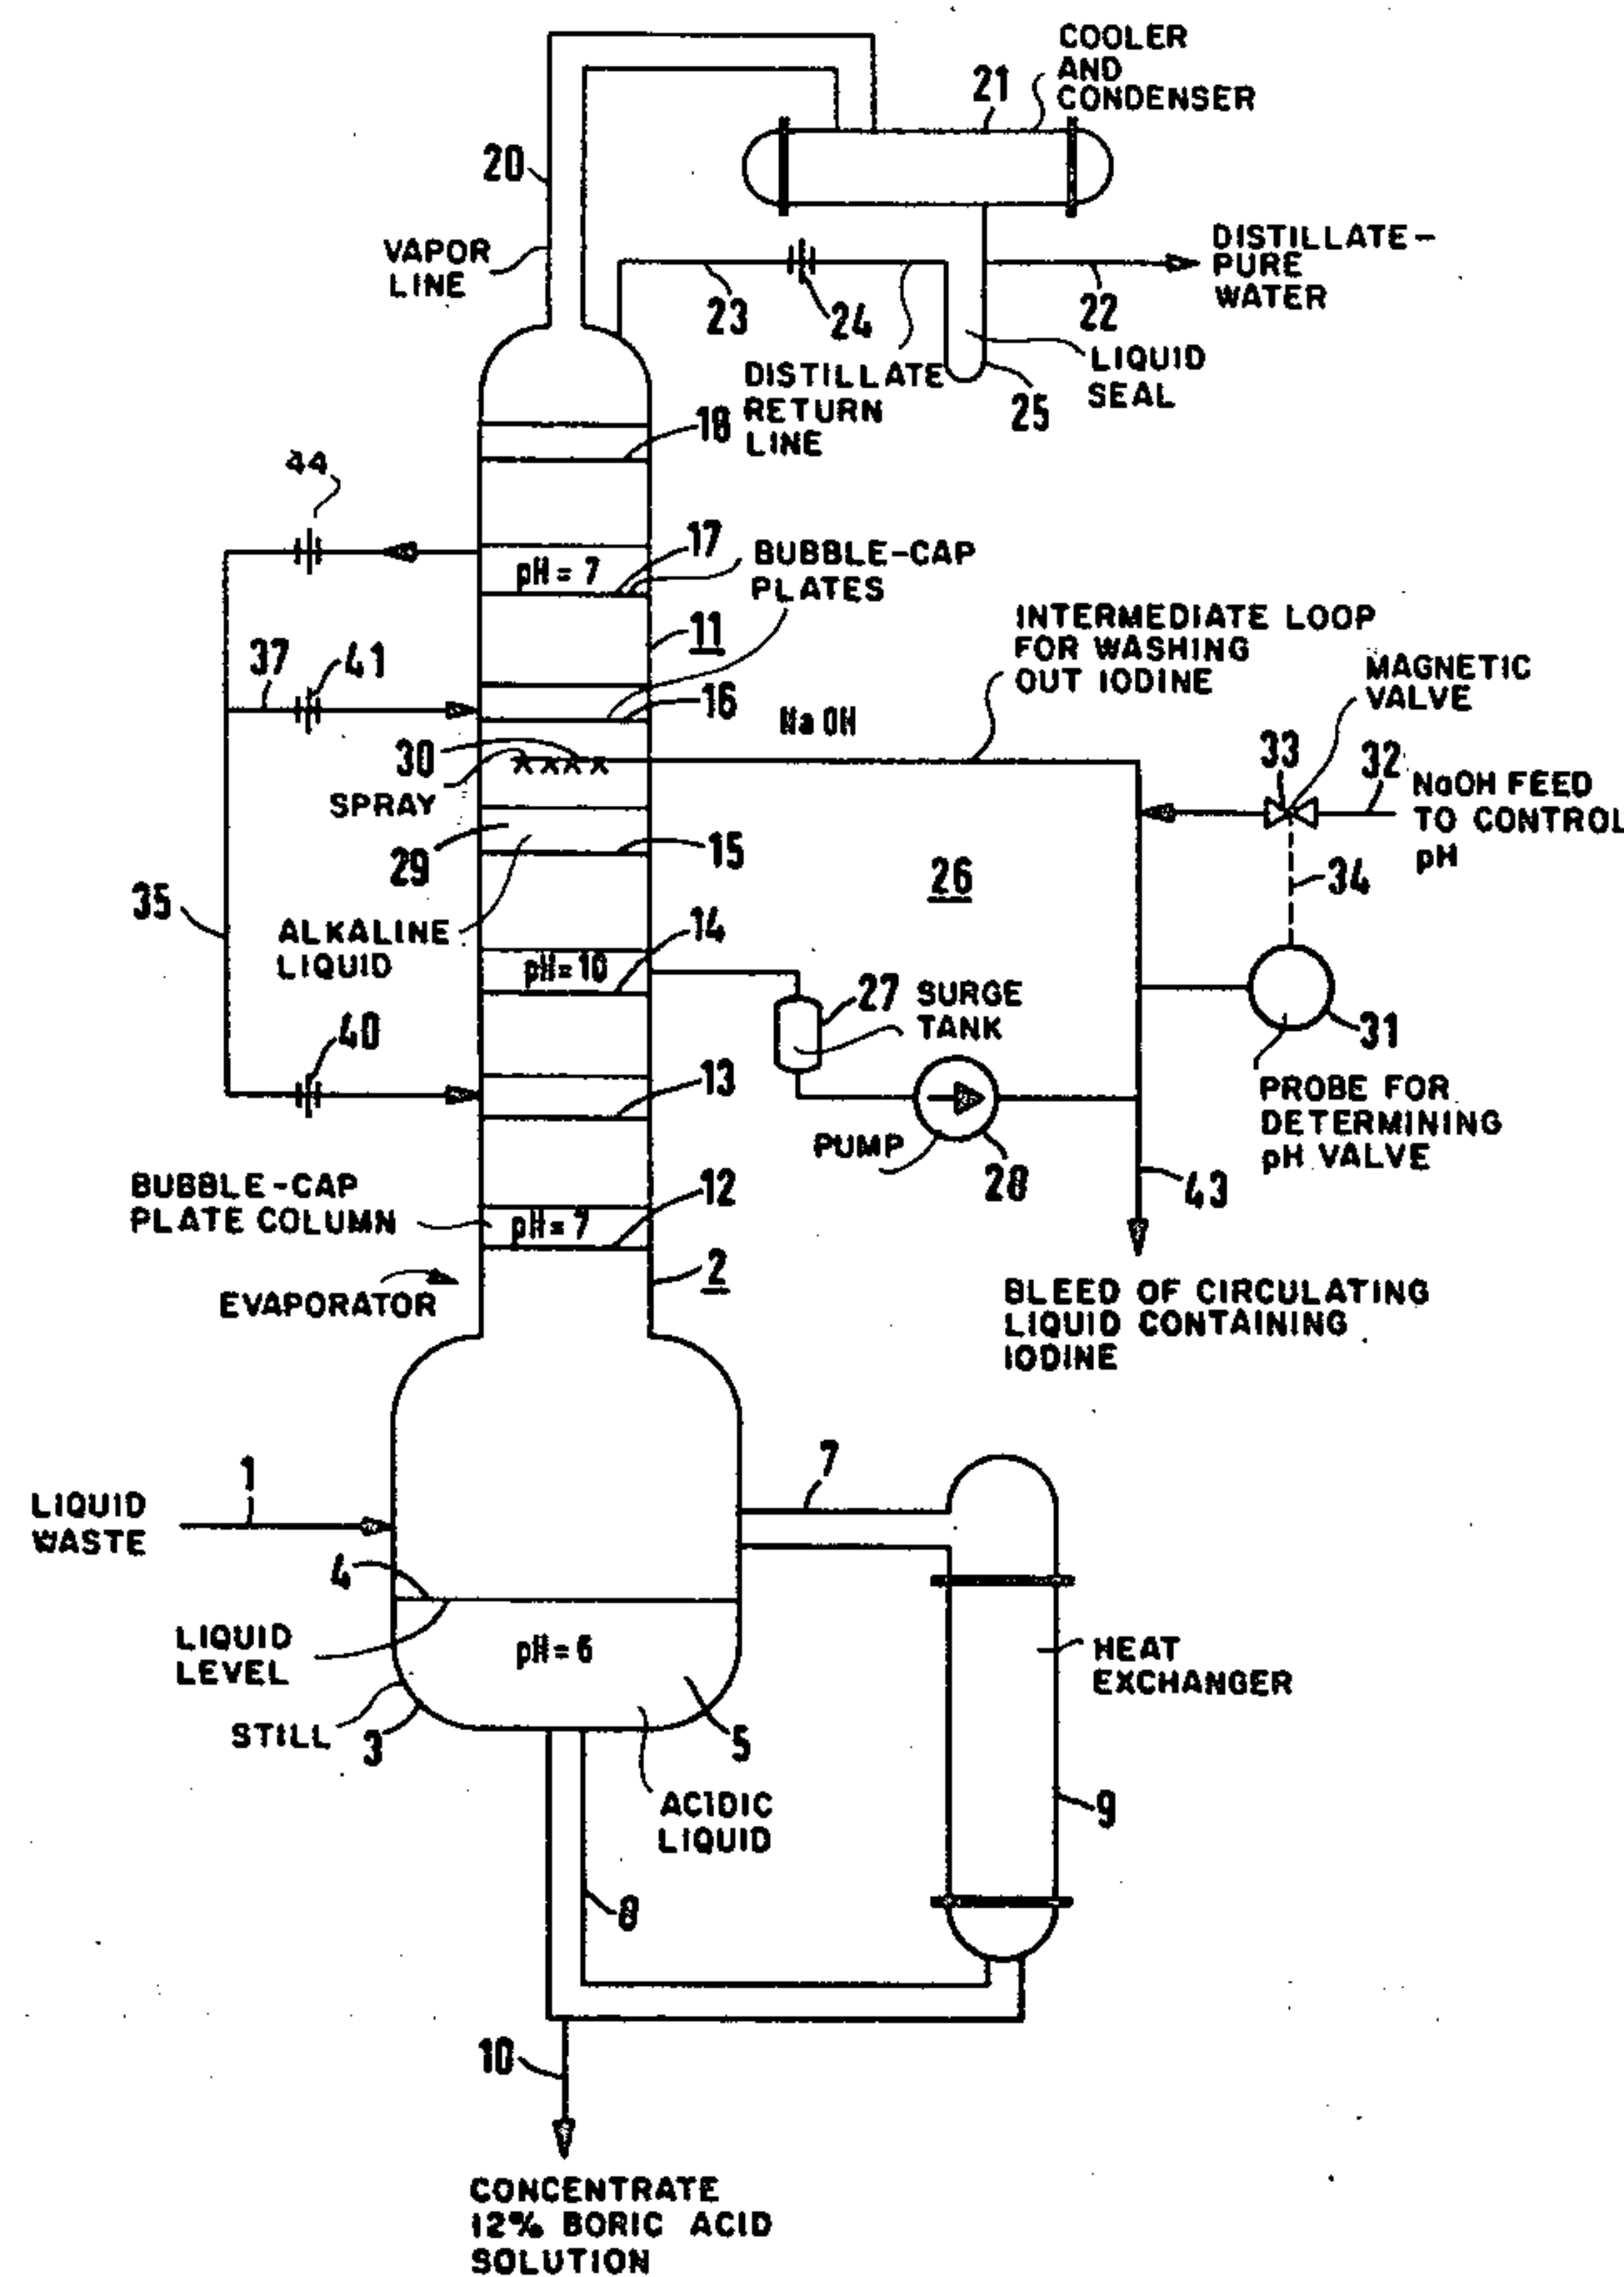 COOLER
AND
CONDENSER
21
20
VAPOR
LINE
DISTILLATE-
PURE
WATER
23
24
22
LIQUID
SEAL
25
DISTILLATE
RETURN
LINE
18
44
17
BUBBLE-CAP
PLATES
pH = 7
11
INTERMEDIATE LOOP
FOR WASHING
OUT IODINE
MAGNETIC
VALVE
37
41
16
NaOH
30
SPRAY
33
32
NaOH FEED
TO CONTROL
pH
29
15
26
34
35
ALKALINE
LIQUID
14
pH = 10
27
SURGE
TANK
31
40
13
PUMP
28
PROBE FOR
DETERMINING
pH VALVE
43
BUBBLE-CAP
PLATE COLUMN
12
pH = 7
2
EVAPORATOR
BLEED OF CIRCULATING
LIQUID CONTAINING
IODINE
1
LIQUID
WASTE
7
4
LIQUID
LEVEL
pH = 6
HEAT
EXCHANGER
STILL
3
5
ACIDIC
LIQUID
9
8
10
CONCENTRATE
12% BORIC ACID
SOLUTION